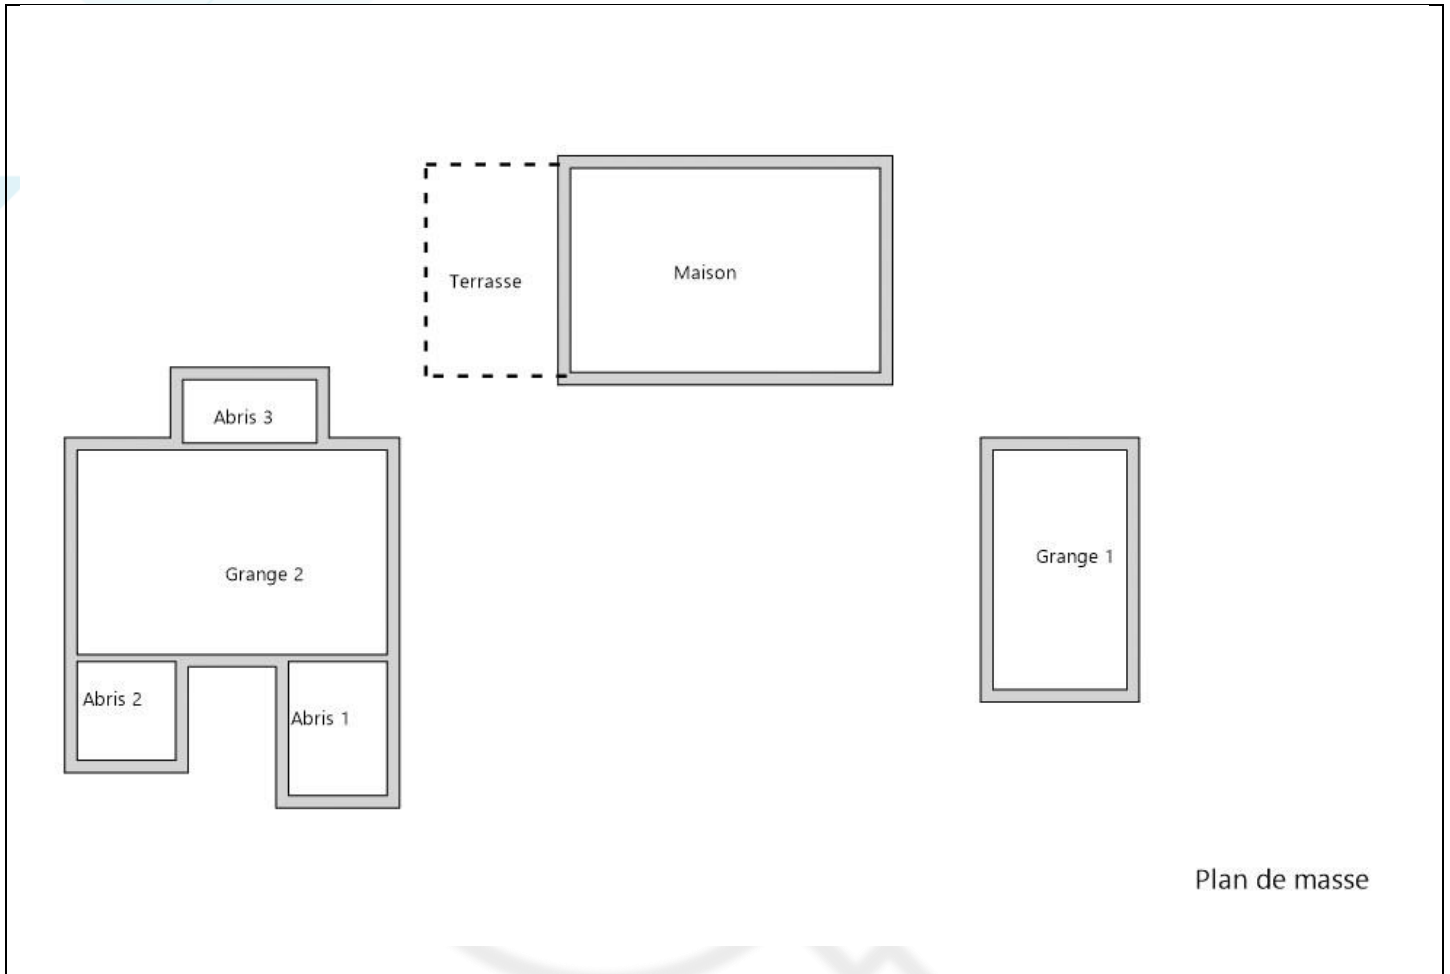 Maison
Terrasse
Abris 3
Grange 1
Grange 2
Abris 2
Abris 1
Plan de masse